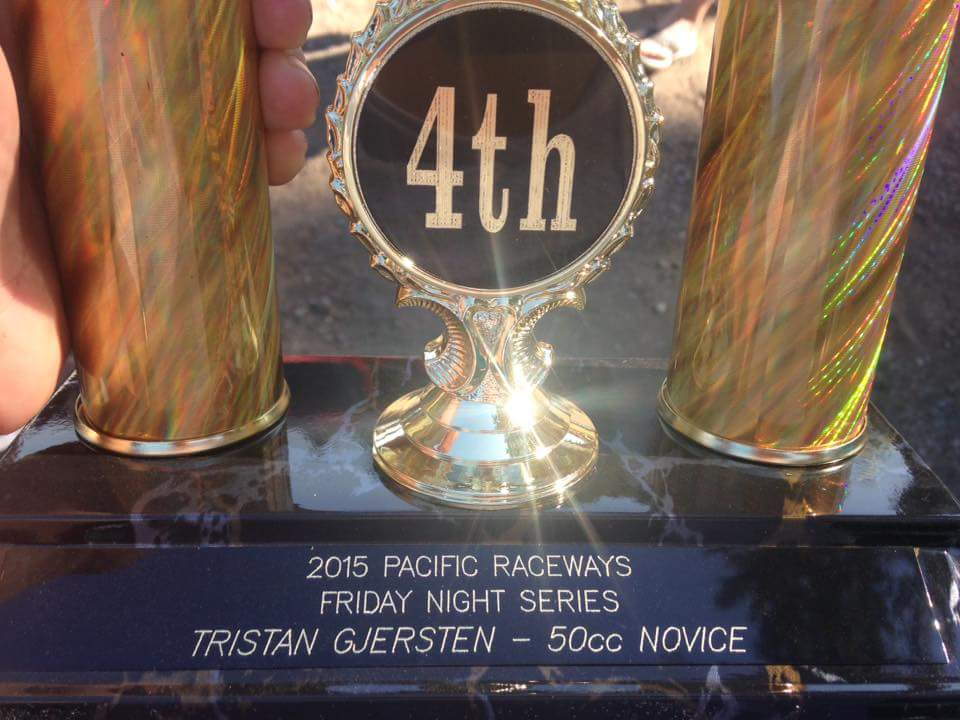 4th
2015 PACIFIC RACEWAYS
FRIDAY NIGHT SERIES
TRISTAN GJERSTEN - 50cc NOVICE